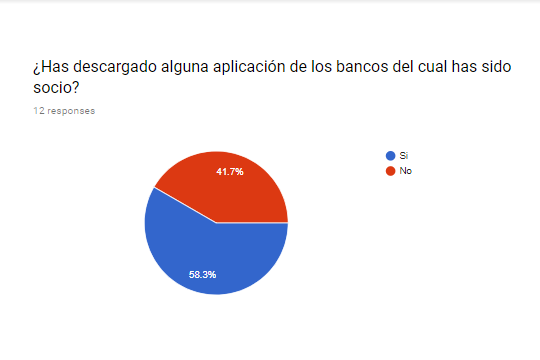 ¿Has descargado alguna aplicación de los bancos del cual has sido
socio?
12 responses
Si
No
41.7%
58.3%